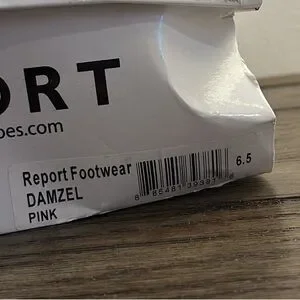 ORT
oes.com
Report Footwear
DAMZEL
PINK
6.5